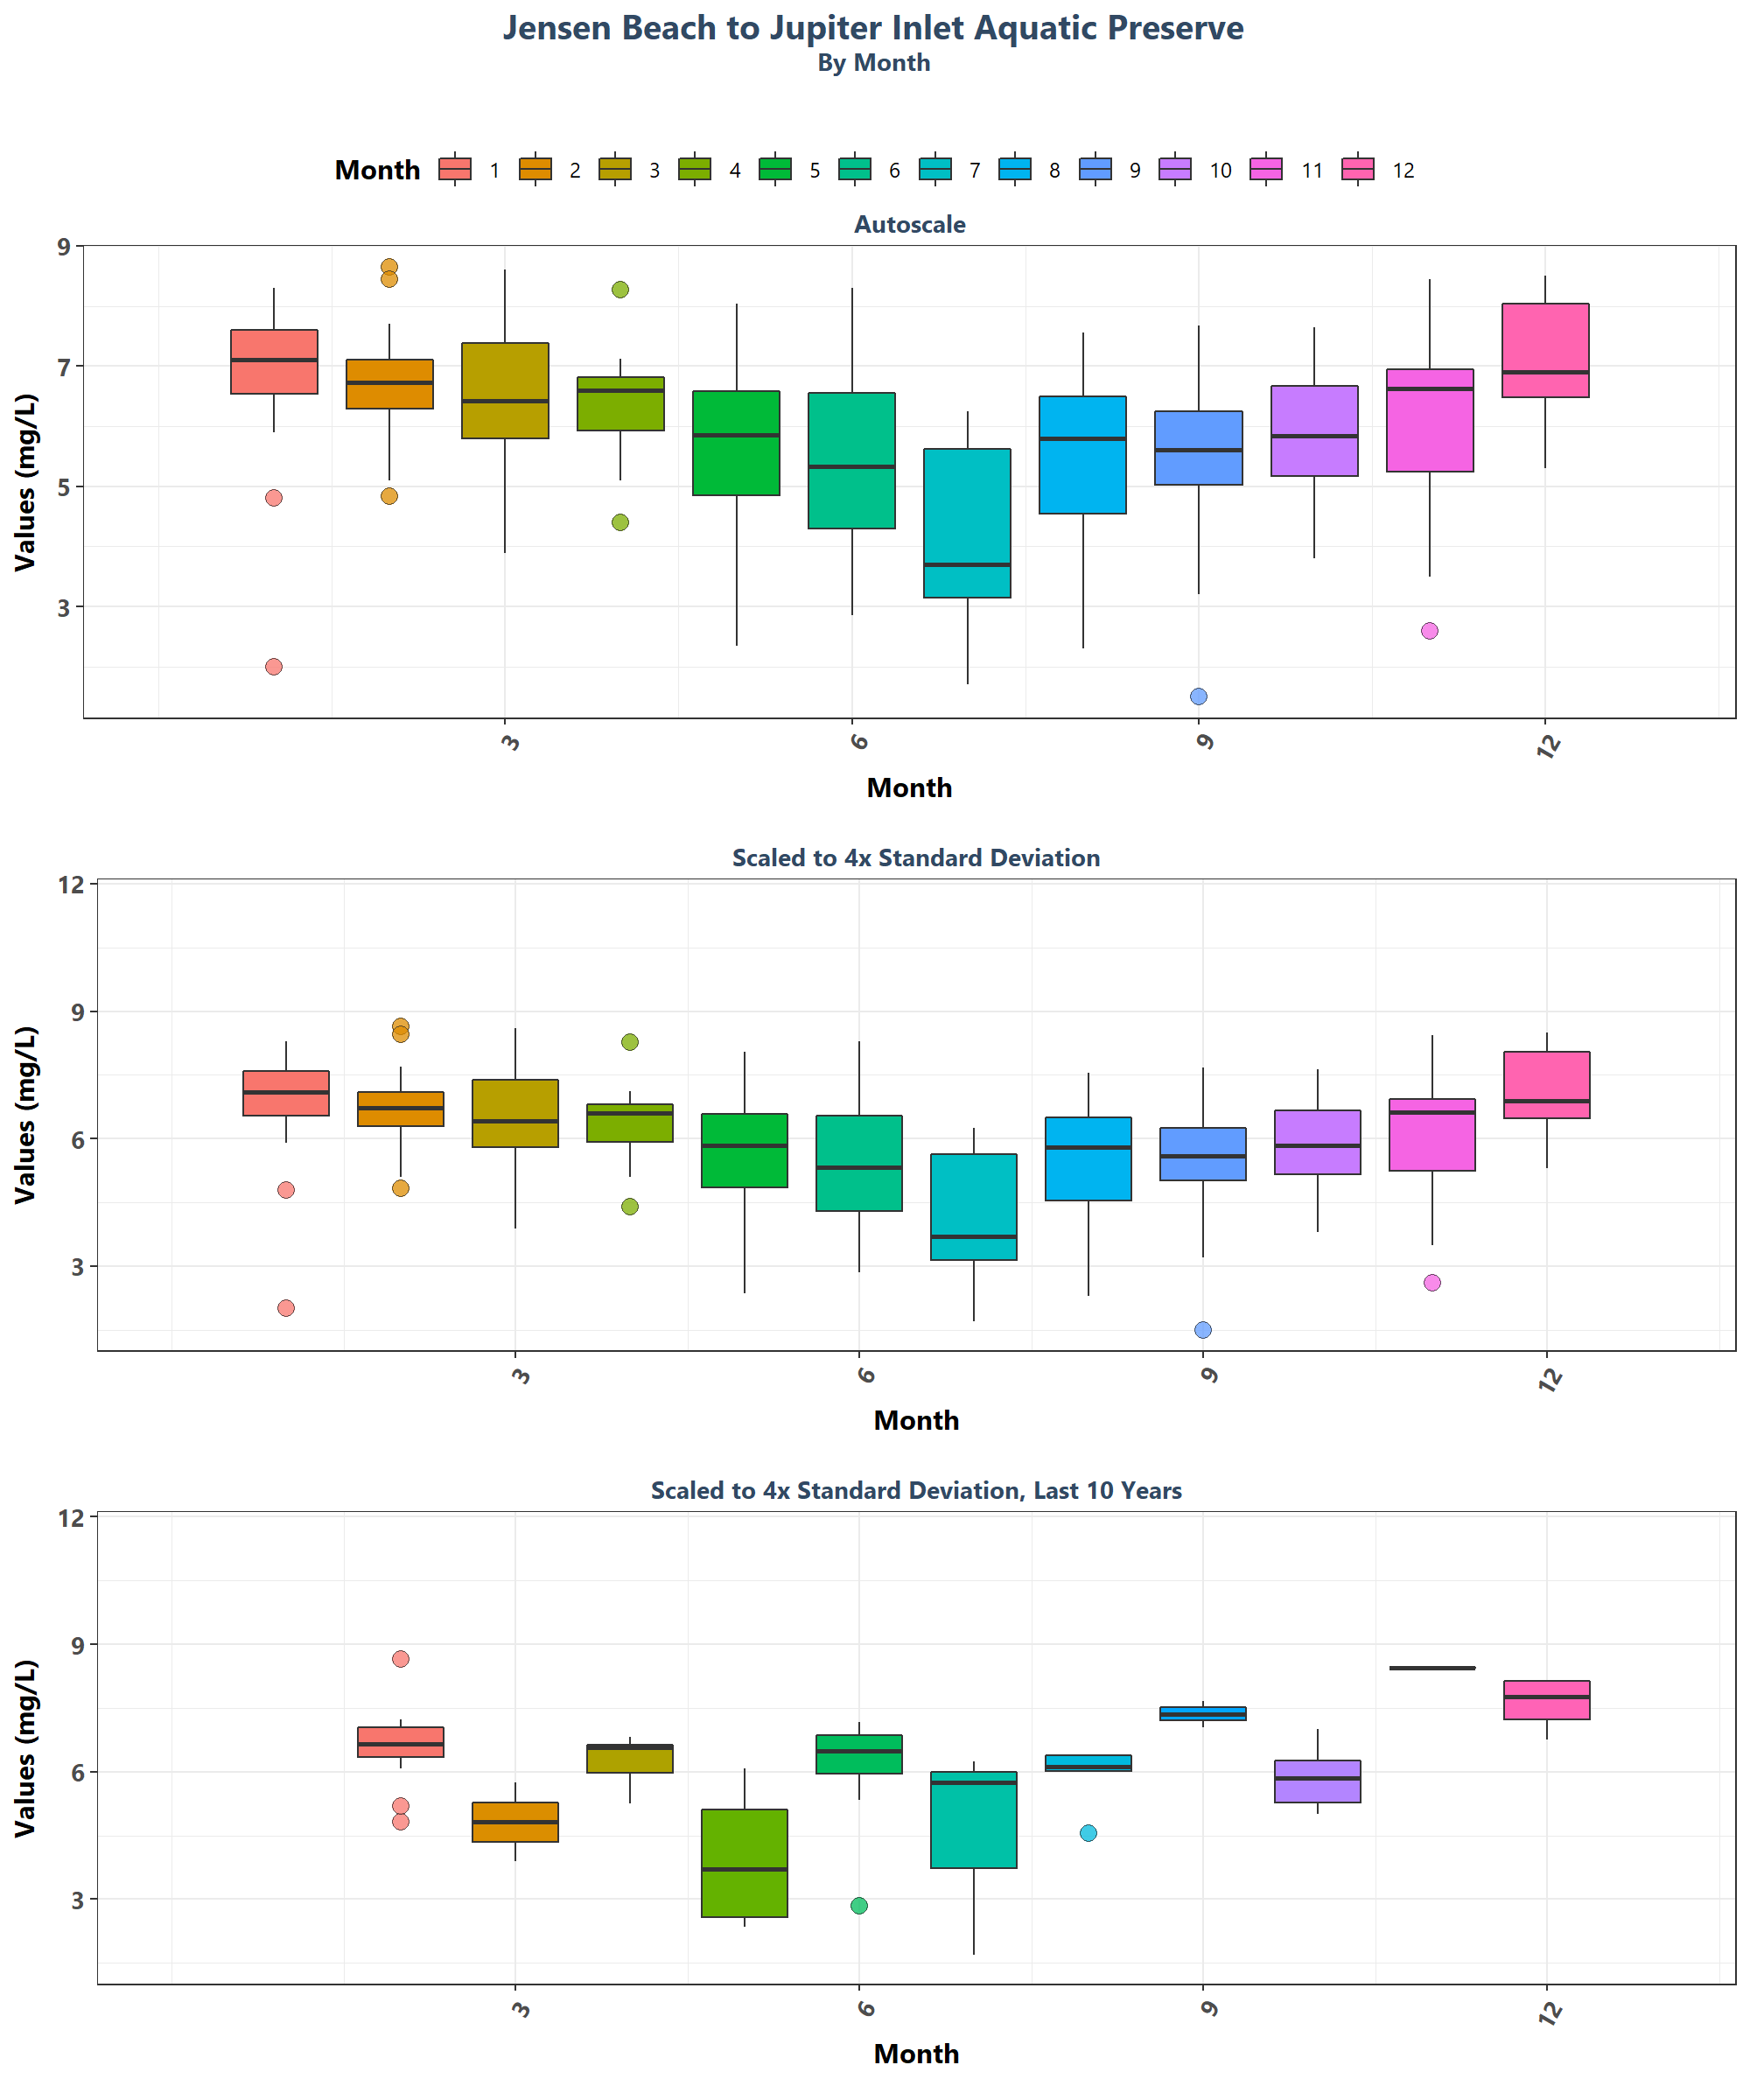 Jensen Beach to Jupiter Inlet Aquatic Preserve
By Month
Month 1 2 3 4 5 6 7 8 9 10 11 12
Autoscale
Values (mg/L)
9
7
5
3
3 6 9 12
Month
Scaled to 4x Standard Deviation
Values (mg/L)
12
9
6
3
3 6 9 12
Month
Scaled to 4x Standard Deviation, Last 10 Years
Values (mg/L)
12
9
6
3
3 6 9 12
Month